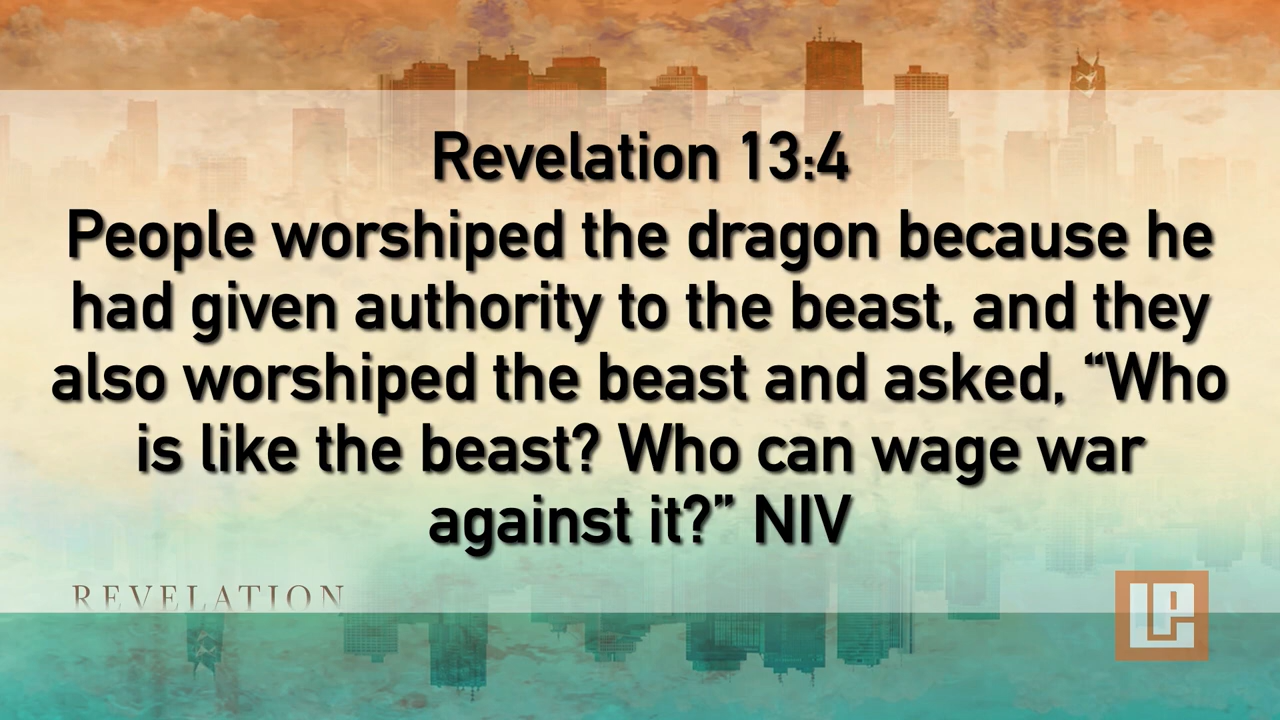 Revelation 13:4
People worshiped the dragon because he
had given authority to the beast, and they
also worshiped the beast and asked, “Who
is like the beast? Who can wage war
against it?” NIV
REVELATION
LP